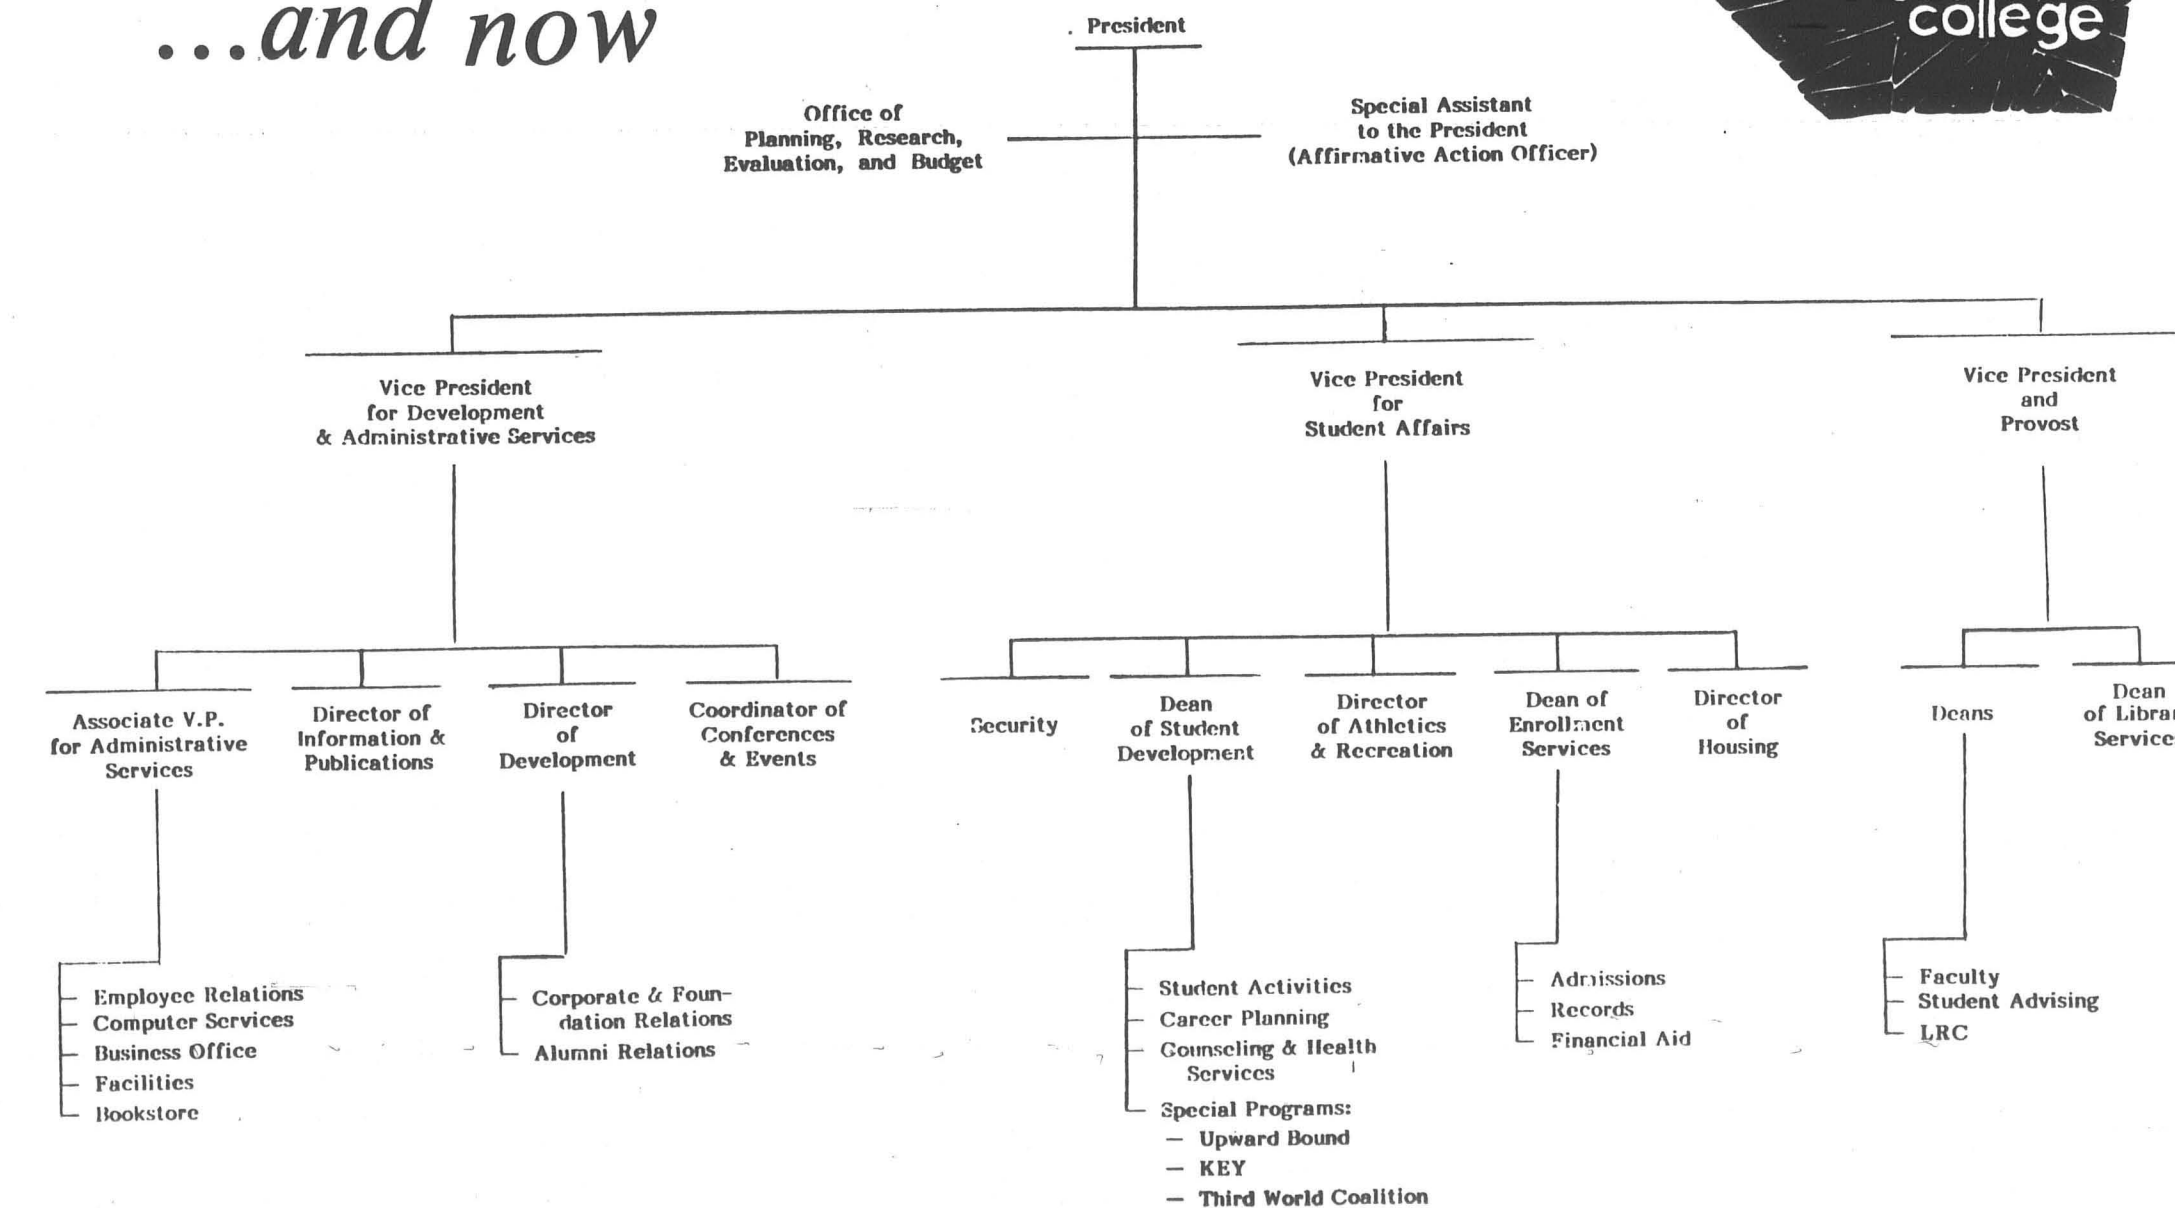 ...and now
college
President
Office of
Planning, Research,
Evaluation, and Budget
Special Assistant
to the President
(Affirmative Action Officer)
Vice President
for Development
& Administrative Services
Vice President
for
Student Affairs
Vice President
and
Provost
Associate V.P.
for Administrative
Services
Director of
Information &
Publications
Director
of
Development
Coordinator of
Conferences
& Events
Security
Dean
of Student
Development
Director
of Athletics
& Recreation
Dean of
Enrollment
Services
Director
of
Housing
Deans
Dean
of
Employee Relations
Computer Services
Business Office
Facilities
Bookstore
Corporate & Foun-
dation Relations
Alumni Relations
Student Activities
Career Planning
Counseling & Health
Services
Special Programs:
— Upward Bound
— KEY
— Third World Coalition
Admissions
Records
Financial Aid
Faculty
Student Advising
LRC